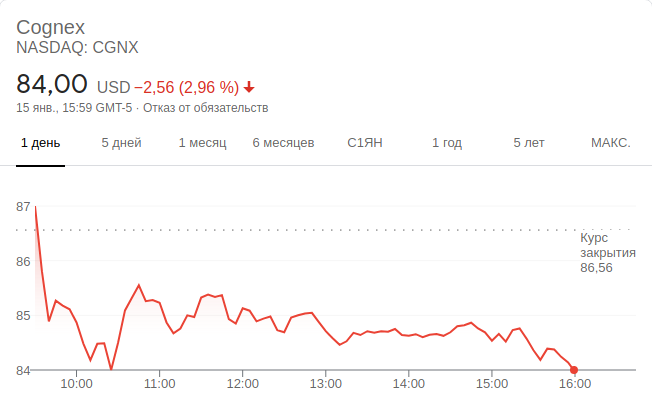 Cognex
NASDAQ: CGNX
84,00 USD −2,56 (2,96 %)
15 янв., 15:59 GMT-5 · Отказ от обязательств
1 день 5 дней 1 месяц 6 месяцев С1ЯН 1 год 5 лет МАКС.
87
86
85
84
Курс
закрытия
86,56
10:00 11:00 12:00 13:00 14:00 15:00 16:00